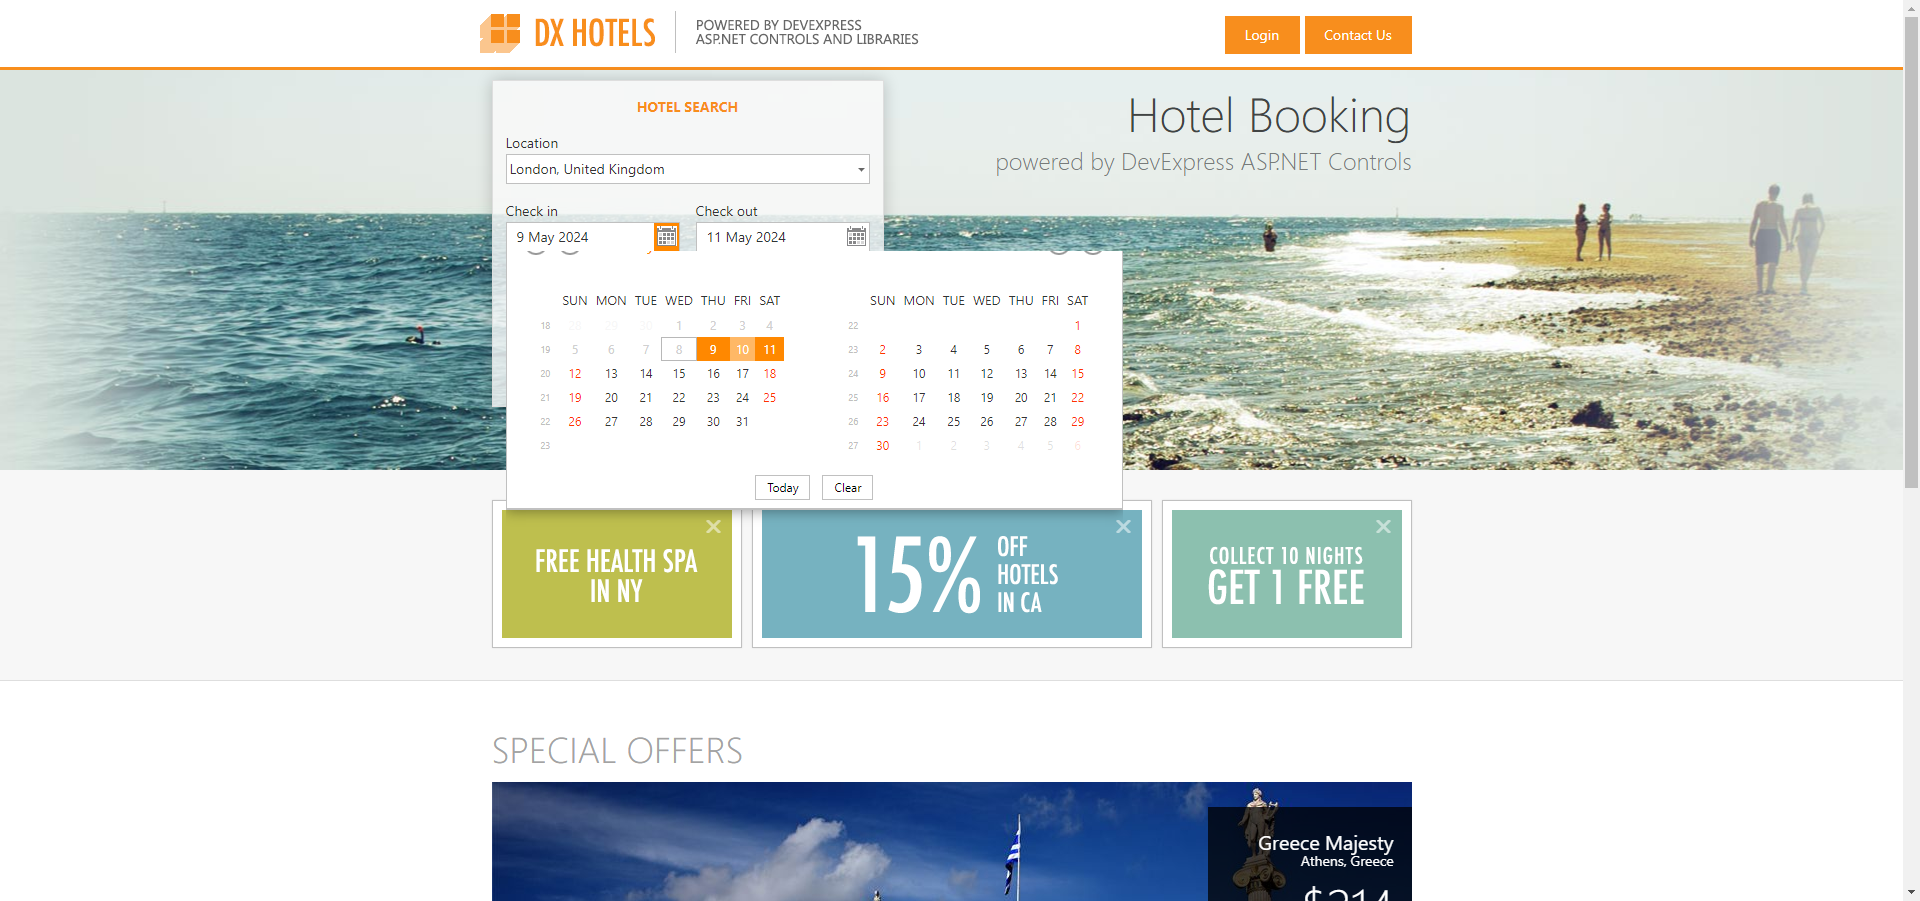 DX HOTELS
POWERED BY DEVEXPRESS
ASP.NET CONTROLS AND LIBRARIES
Login
Contact Us
HOTEL SEARCH
Location
London, United Kingdom
Check in
Check out
9 May 2024
11 May 2024
Hotel Booking
powered by DevExpress ASP.NET Controls
SUN MON TUE WED THU FRI SAT
18 28 29 30 1 2 3 4
19 5 6 7 8 9 10 11
20 12 13 14 15 16 17 18
21 19 20 21 22 23 24 25
22 26 27 28 29 30 31
23
SUN MON TUE WED THU FRI SAT
22 1
23 2 3 4 5 6 7 8
24 9 10 11 12 13 14 15
25 16 17 18 19 20 21 22
26 23 24 25 26 27 28 29
27 30 1 2 3 4 5 6
Today
Clear
FREE HEALTH SPA
IN NY
15%
OFF
HOTELS
IN CA
COLLECT 10 NIGHTS
GET 1 FREE
SPECIAL OFFERS
Greece Majesty
Athens, Greece
$214